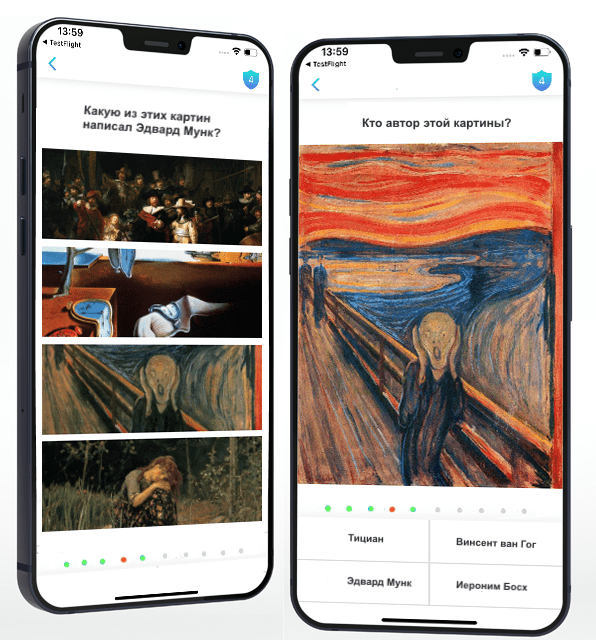 13:59
◀ TestFlight
4
Какую из этих картин
написал Эдвард Мунк?
13:59
◀ TestFlight
4
Кто автор этой картины?
Тициан
Винсент ван Гог
Эдвард Мунк
Иероним Босх